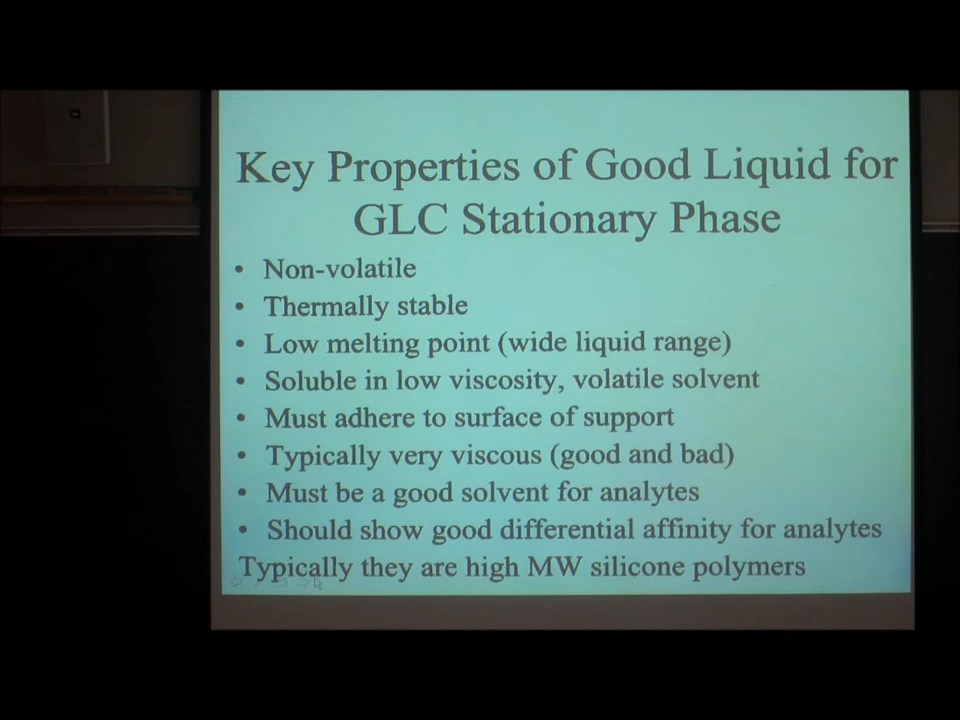 Key Properties of Good Liquid for
GLC Stationary Phase
• Non-volatile
• Thermally stable
• Low melting point (wide liquid range)
• Soluble in low viscosity, volatile solvent
• Must adhere to surface of support
• Typically very viscous (good and bad)
• Must be a good solvent for analytes
• Should show good differential affinity for analytes
Typically they are high MW silicone polymers